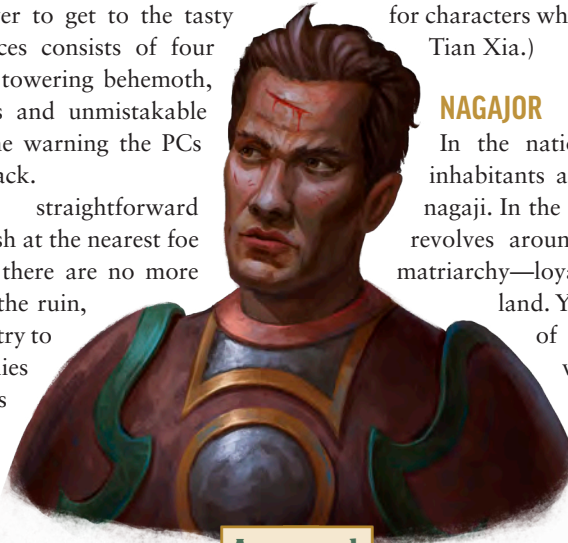 er to get to the tasty
ces consists of four
towering behemoth,
s and unmistakable
ne warning the PCs
ack.
straightforward
sh at the nearest foe
there are no more
the ruin,
try to
ies
s
for characters wh
Tian Xia.)
NAGAJOR
In the natio
inhabitants a
nagaji. In the
revolves aroun
matriarchy—loya
land. Y
of